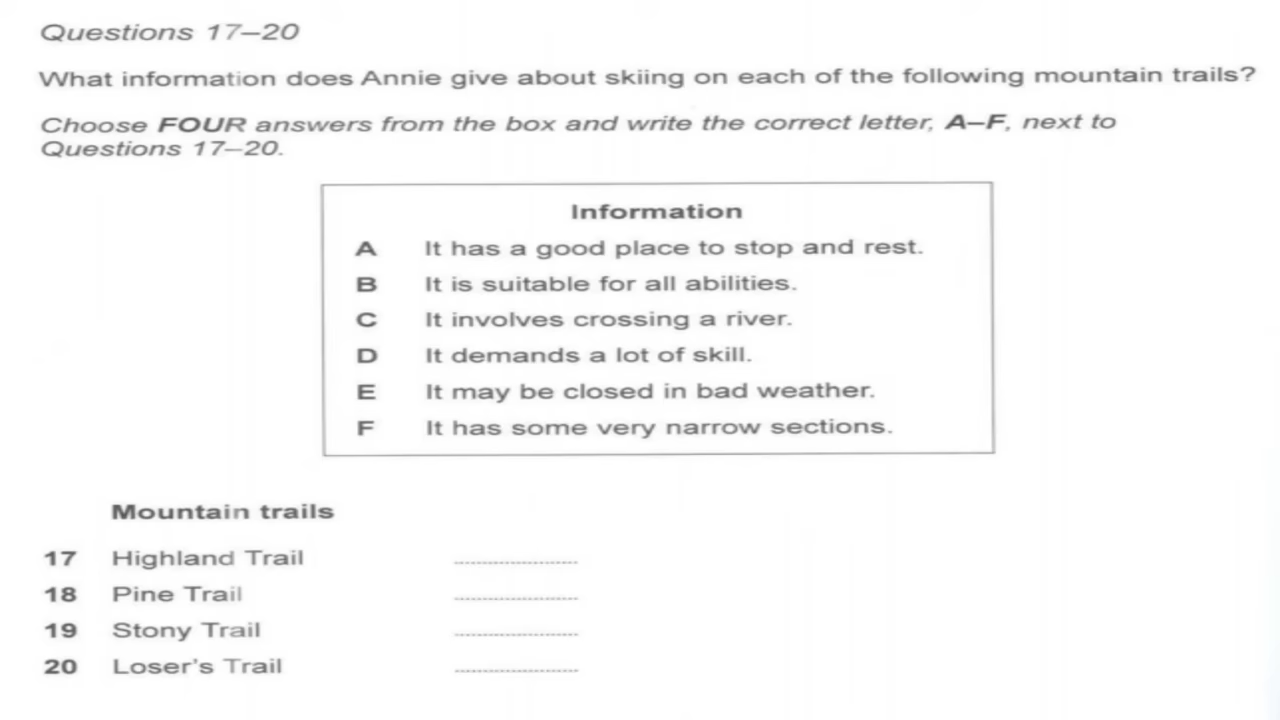 Questions 17–20
What information does Annie give about skiing on each of the following mountain trails?
Choose FOUR answers from the box and write the correct letter, A–F, next to
Questions 17–20.
Information
A It has a good place to stop and rest.
B It is suitable for all abilities.
C It involves crossing a river.
D It demands a lot of skill.
E It may be closed in bad weather.
F It has some very narrow sections.
Mountain trails
17 Highland Trail ....................
18 Pine Trail ....................
19 Stony Trail ....................
20 Loser's Trail ....................